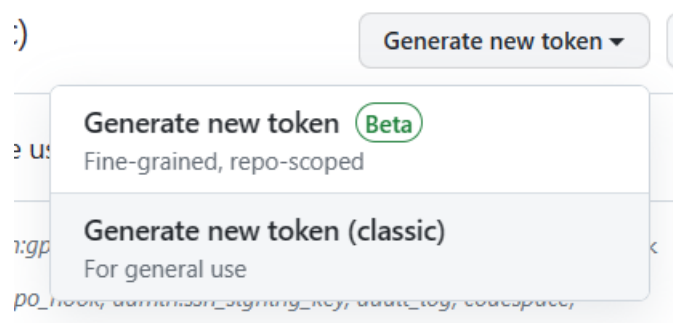 Generate new token
Generate new token Beta
Fine-grained, repo-scoped
Generate new token (classic)
For general use